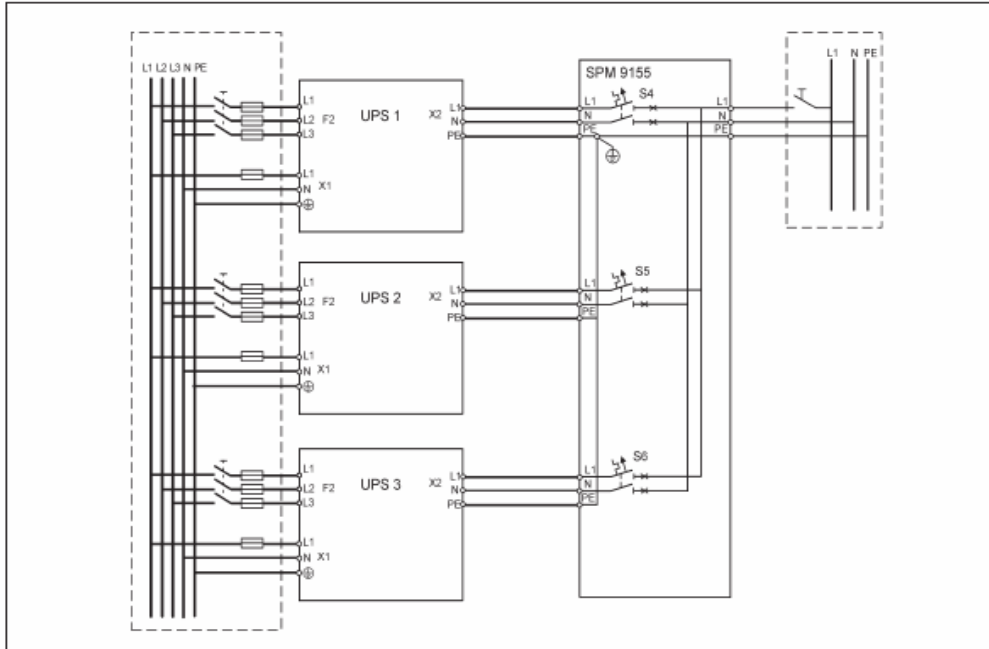 L1 L2 L3 N PE
L1 N PE
SPM 9155
L1
L2 F2
L3
UPS 1
X2
L1
N
PE
L1
N
PE
S4
L1
N
PE
L1
N X1
L1
L2 F2
L3
UPS 2
X2
L1
N
PE
L1
N
PE
S5
L1
N X1
L1
L2 F2
L3
UPS 3
X2
L1
N
PE
L1
N
PE
S6
L1
N X1